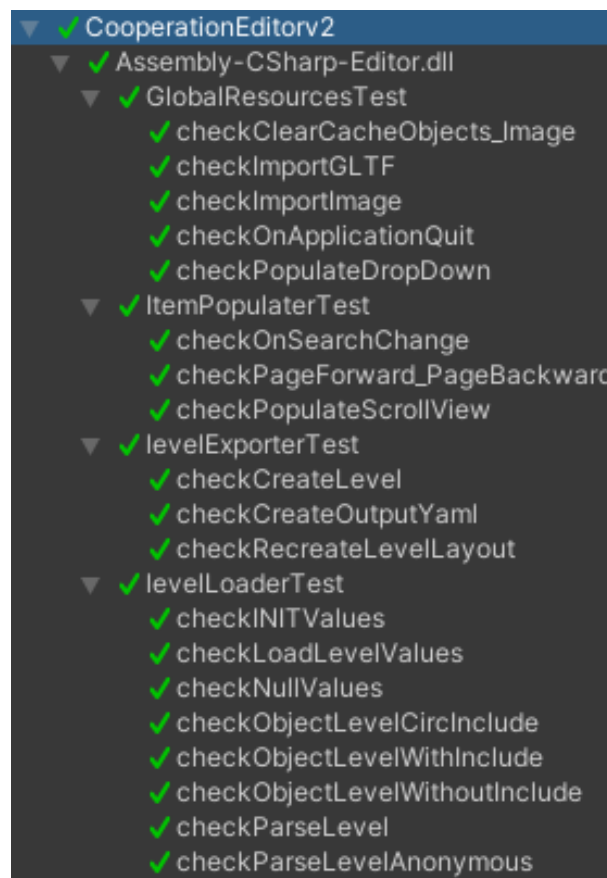 CooperationEditorv2
Assembly-CSharp-Editor.dll
GlobalResourcesTest
checkClearCacheObjects_Image
checkImportGLTF
checkImportImage
checkOnApplicationQuit
checkPopulateDropDown
ItemPopulaterTest
checkOnSearchChange
checkPageForward_PageBackward
checkPopulateScrollView
levelExporterTest
checkCreateLevel
checkCreateOutputYaml
checkRecreateLevelLayout
levelLoaderTest
checkINITValues
checkLoadLevelValues
checkNullValues
checkObjectLevelCircInclude
checkObjectLevelWithInclude
checkObjectLevelWithoutInclude
checkParseLevel
checkParseLevelAnonymous